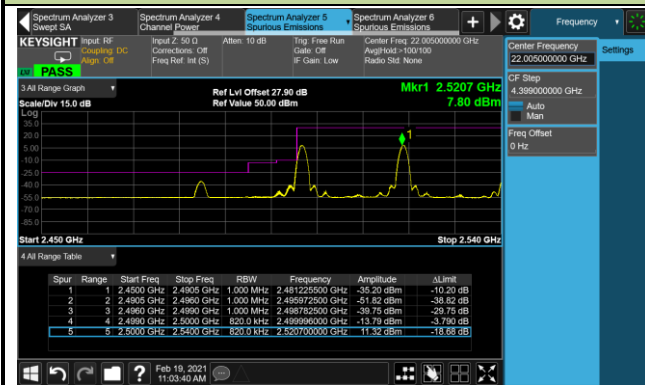 Spectrum Analyzer 3
Swept SA
Spectrum Analyzer 4
Channel Power
Spectrum Analyzer 5
Spurious Emissions
Spectrum Analyzer 6
Spurious Emissions
+
Frequency
KEYSIGHT
Input: RF
Coupling: DC
Align: Off
Input Z: 50 Ω
Corrections: Off
Freq Ref: Int (S)
Atten: 10 dB
Trig: Free Run
Gate: Off
IF Gain: Low
Center Freq: 22.005000000 GHz
Avg|Hold:>100/100
Radio Std: None
PASS
Center Frequency
22.005000000 GHz
Settings
CF Step
4.399000000 GHz
Auto
Man
Freq Offset
0 Hz
3 All Range Graph
Scale/Div 15.0 dB
Ref Lvl Offset 27.90 dB
Ref Value 50.00 dBm
Mkr1 2.5207 GHz
7.80 dBm
Log
35.0
20.0
5.00
-10.0
-25.0
-40.0
-55.0
-70.0
-85.0
1
Start 2.450 GHz
Stop 2.540 GHz
4 All Range Table
Spur Range Start Freq Stop Freq RBW Frequency Amplitude ΔLimit
1 1 2.4500 GHz 2.4905 GHz 1.000 MHz 2.481225000 GHz -35.20 dBm -10.20 dB
2 2 2.4905 GHz 2.4960 GHz 1.000 MHz 2.495972500 GHz -51.82 dBm -38.82 dB
3 3 2.4960 GHz 2.4990 GHz 1.000 MHz 2.498782500 GHz -39.75 dBm -29.75 dB
4 4 2.4990 GHz 2.5000 GHz 820.0 kHz 2.499996000 GHz -13.79 dBm -3.790 dB
5 5 2.5000 GHz 2.5400 GHz 820.0 kHz 2.520700000 GHz 11.32 dBm -18.68 dB
?
Feb 19, 2021
11:03:40 AM